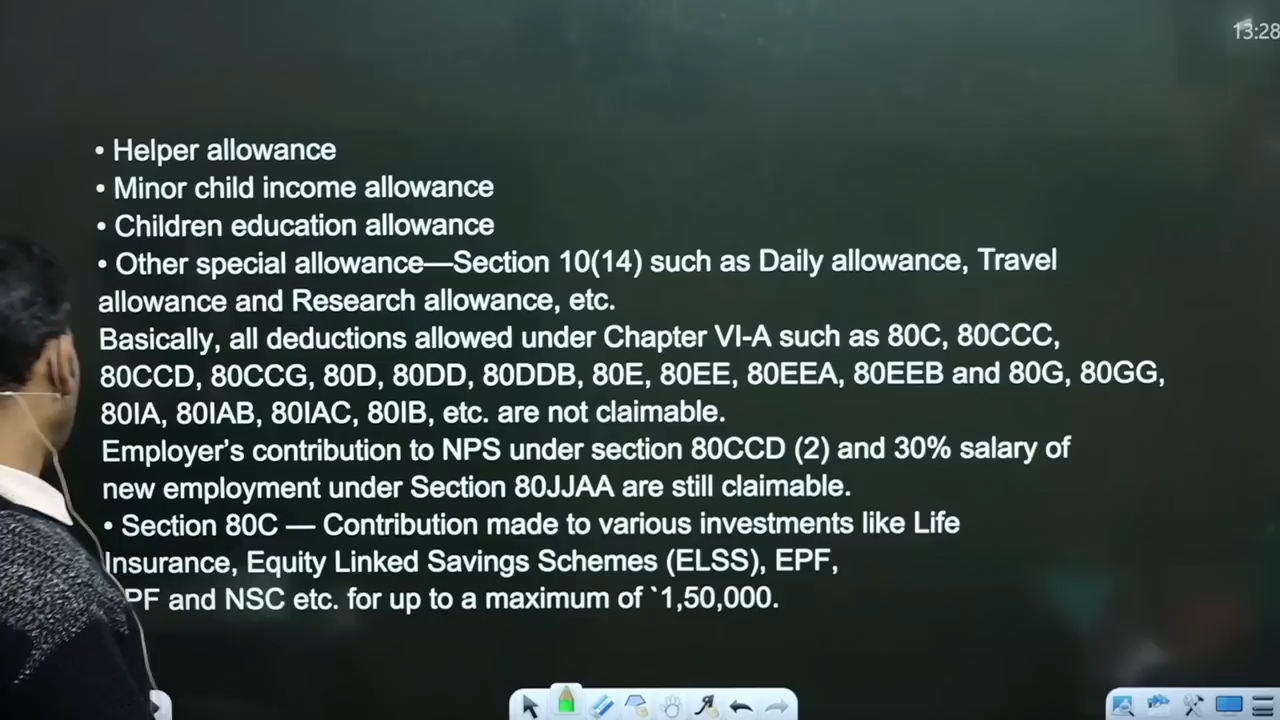 13:28
• Helper allowance
• Minor child income allowance
• Children education allowance
• Other special allowance—Section 10(14) such as Daily allowance, Travel
allowance and Research allowance, etc.
Basically, all deductions allowed under Chapter VI-A such as 80C, 80CCC,
80CCD, 80CCG, 80D, 80DD, 80DDB, 80E, 80EE, 80EEA, 80EEB and 80G, 80GG,
80IA, 80IAB, 80IAC, 80IB, etc. are not claimable.
Employer's contribution to NPS under section 80CCD (2) and 30% salary of
new employment under Section 80JJAA are still claimable.
• Section 80C — Contribution made to various investments like Life
Insurance, Equity Linked Savings Schemes (ELSS), EPF,
PF and NSC etc. for up to a maximum of `1,50,000.